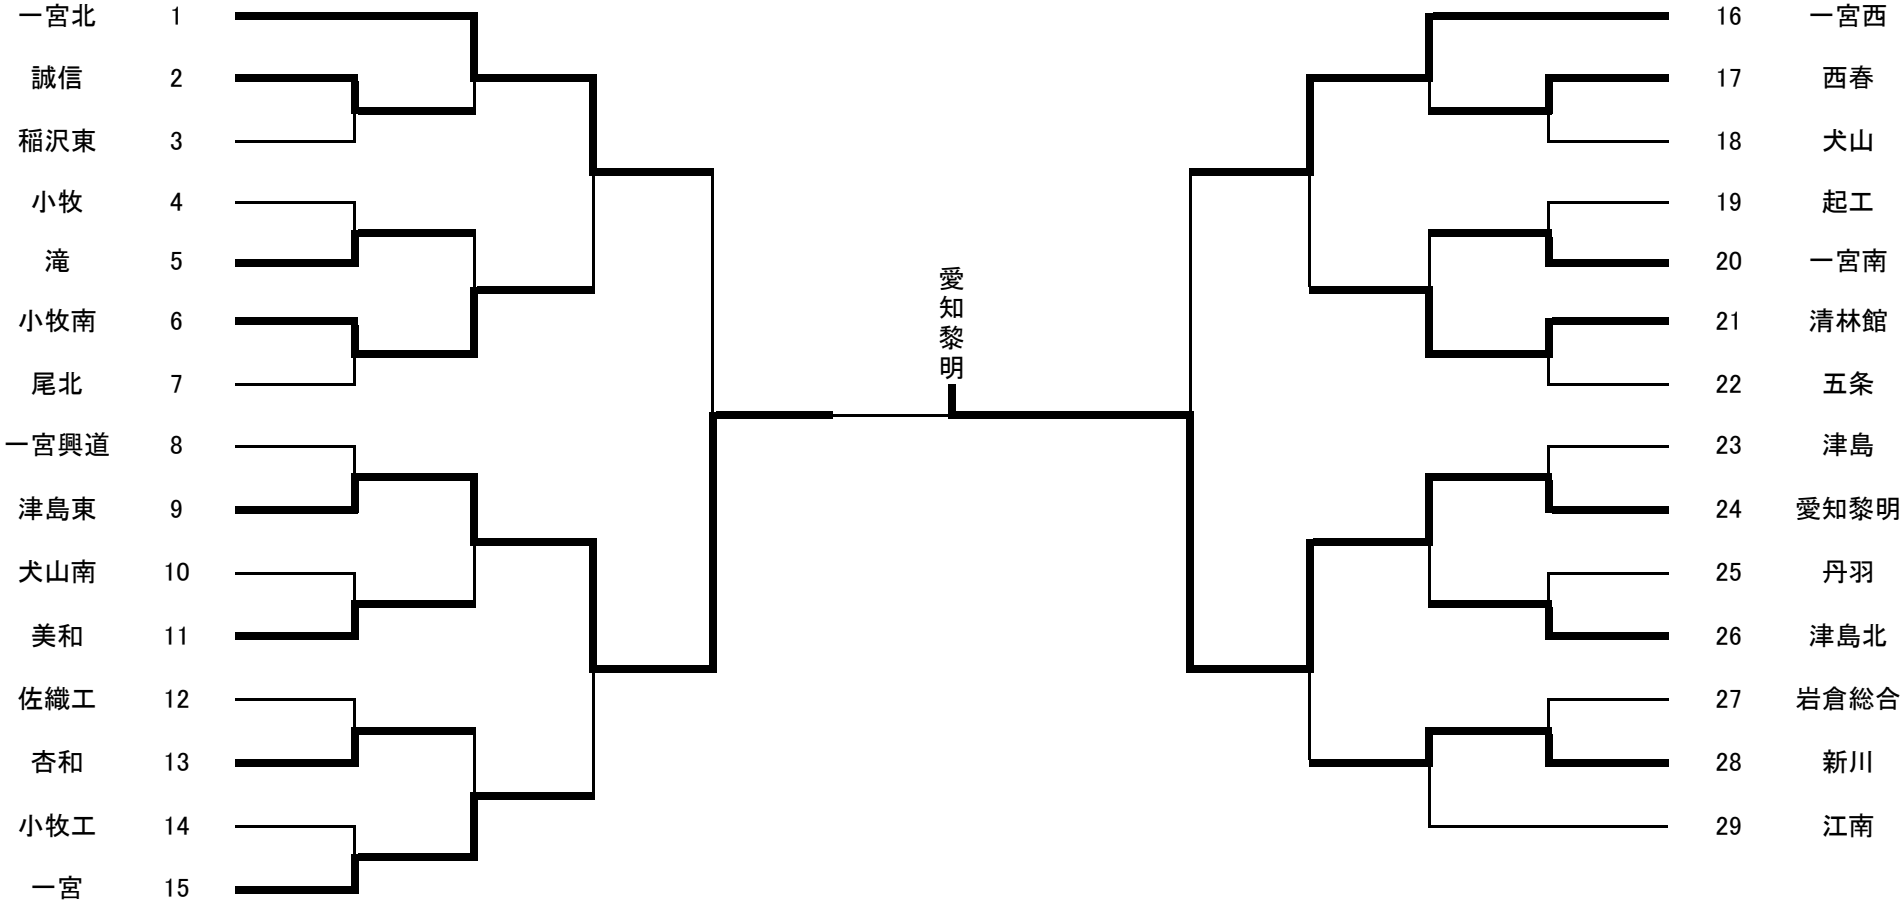 一宮北 1
誠信 2
稲沢東 3
小牧 4
滝 5
小牧南 6
尾北 7
一宮興道 8
津島東 9
犬山南 10
美和 11
佐織工 12
杏和 13
小牧工 14
一宮 15
愛知黎明
16 一宮西
17 西春
18 犬山
19 起工
20 一宮南
21 清林館
22 五条
23 津島
24 愛知黎明
25 丹羽
26 津島北
27 岩倉総合
28 新川
29 江南